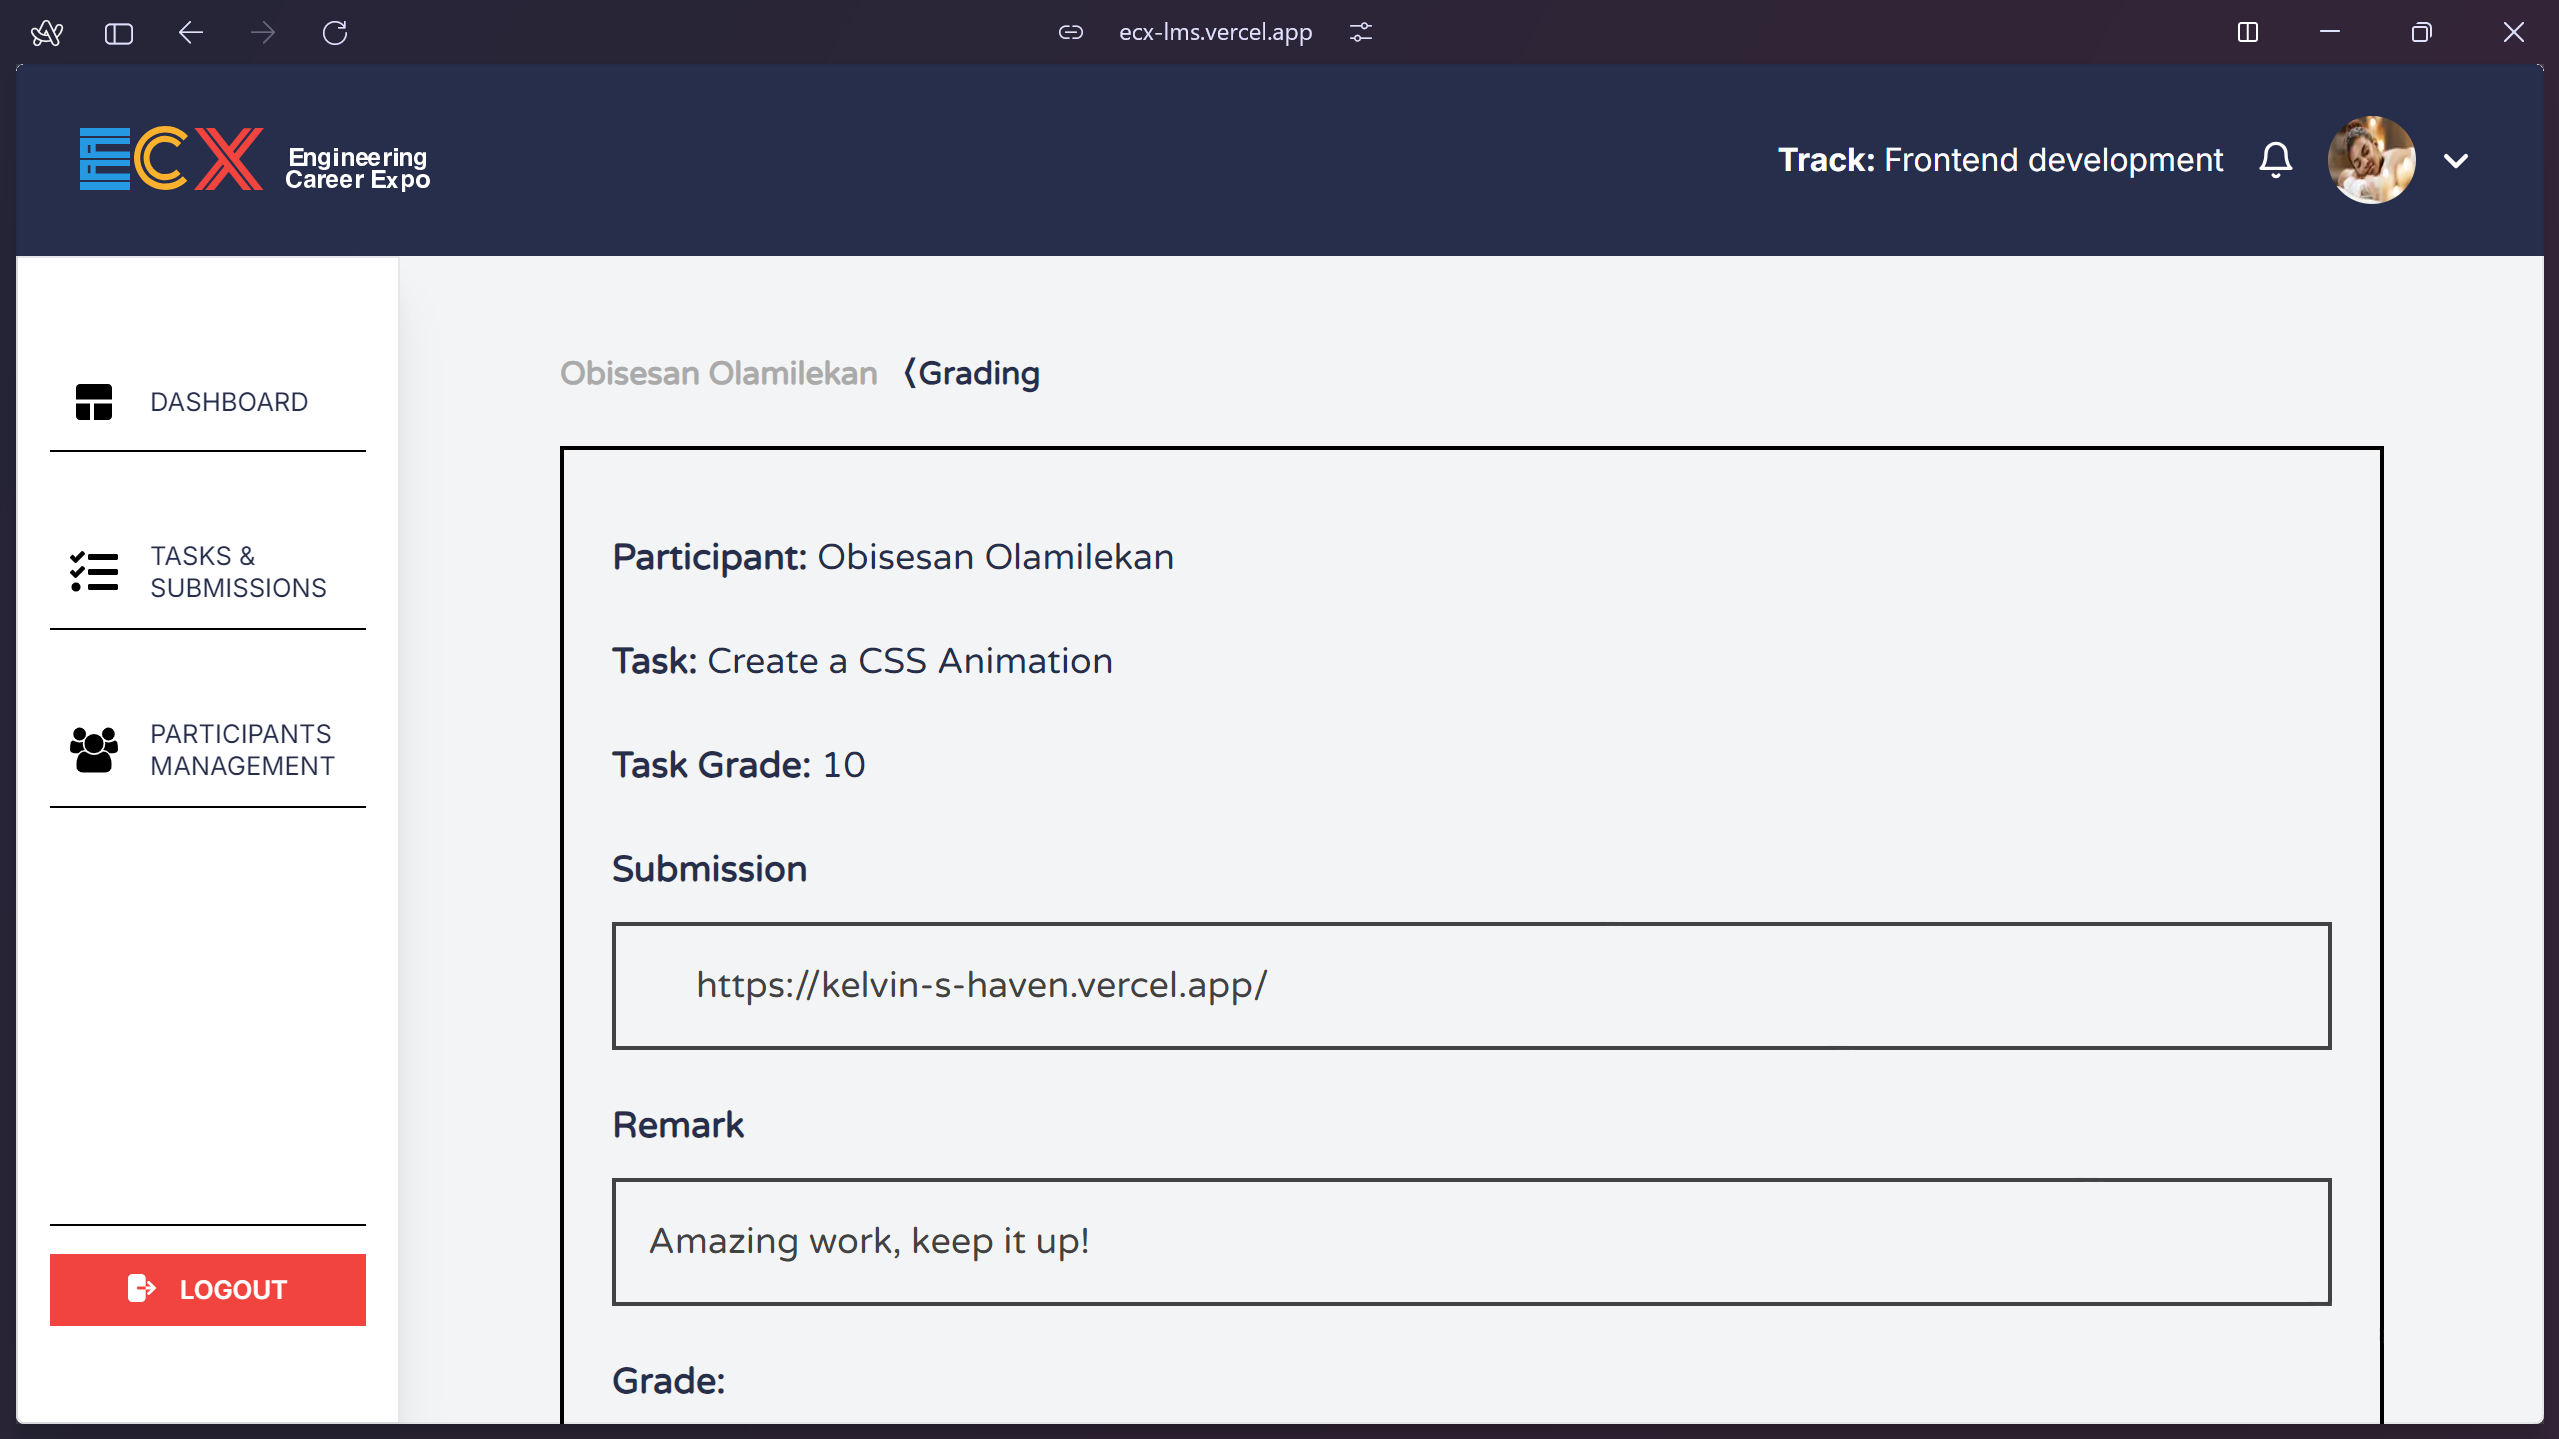 ecx-lms.vercel.app
ECX Engineering
Career Expo
Track: Frontend development
DASHBOARD
TASKS &
SUBMISSIONS
PARTICIPANTS
MANAGEMENT
LOGOUT
Obisesan Olamilekan ⟨Grading
Participant: Obisesan Olamilekan
Task: Create a CSS Animation
Task Grade: 10
Submission
https://kelvin-s-haven.vercel.app/
Remark
Amazing work, keep it up!
Grade: